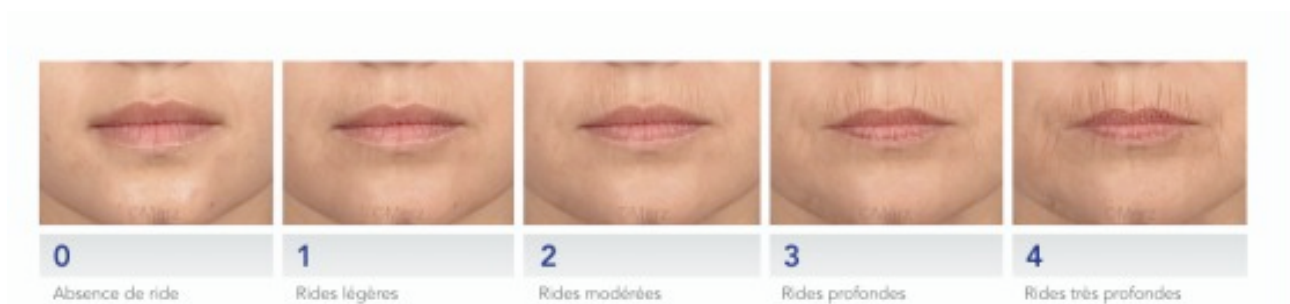 0
Absence de ride
1
Rides légères
2
Rides modérées
3
Rides profondes
4
Rides très profondes